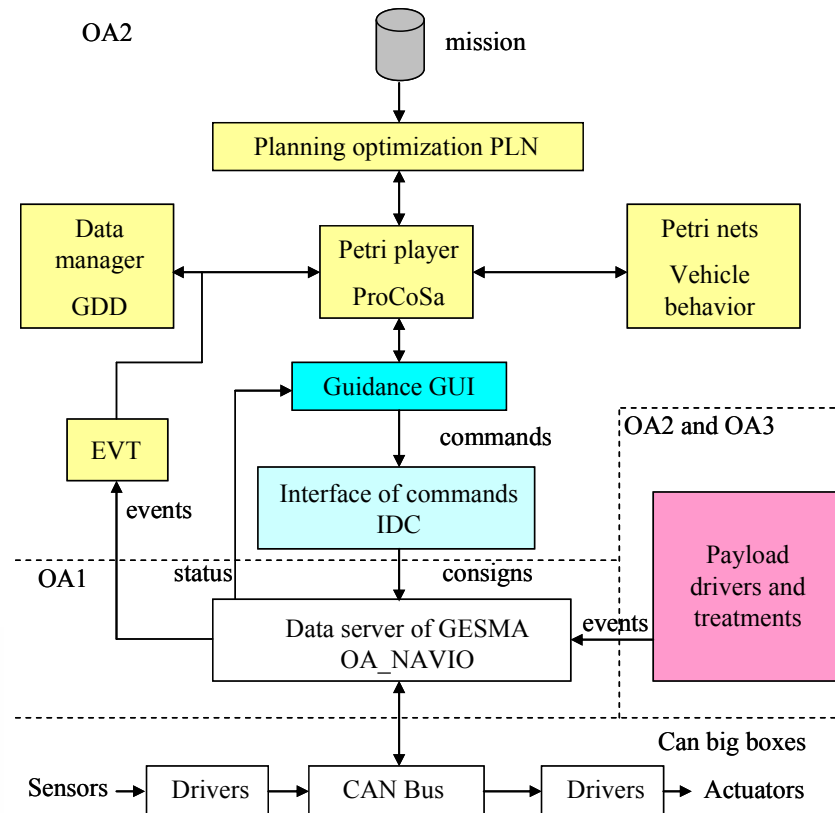 OA2
mission
Planning optimization PLN
Data
manager
GDD
Petri player
ProCoSa
Petri nets
Vehicle
behavior
Guidance GUI
commands
OA2 and OA3
EVT
events
Interface of commands
IDC
Payload
drivers and
treatments
OA1
status
consigns
Data server of GESMA
OA_NAVIO
events
Can big boxes
Sensors
Drivers
CAN Bus
Drivers
Actuators